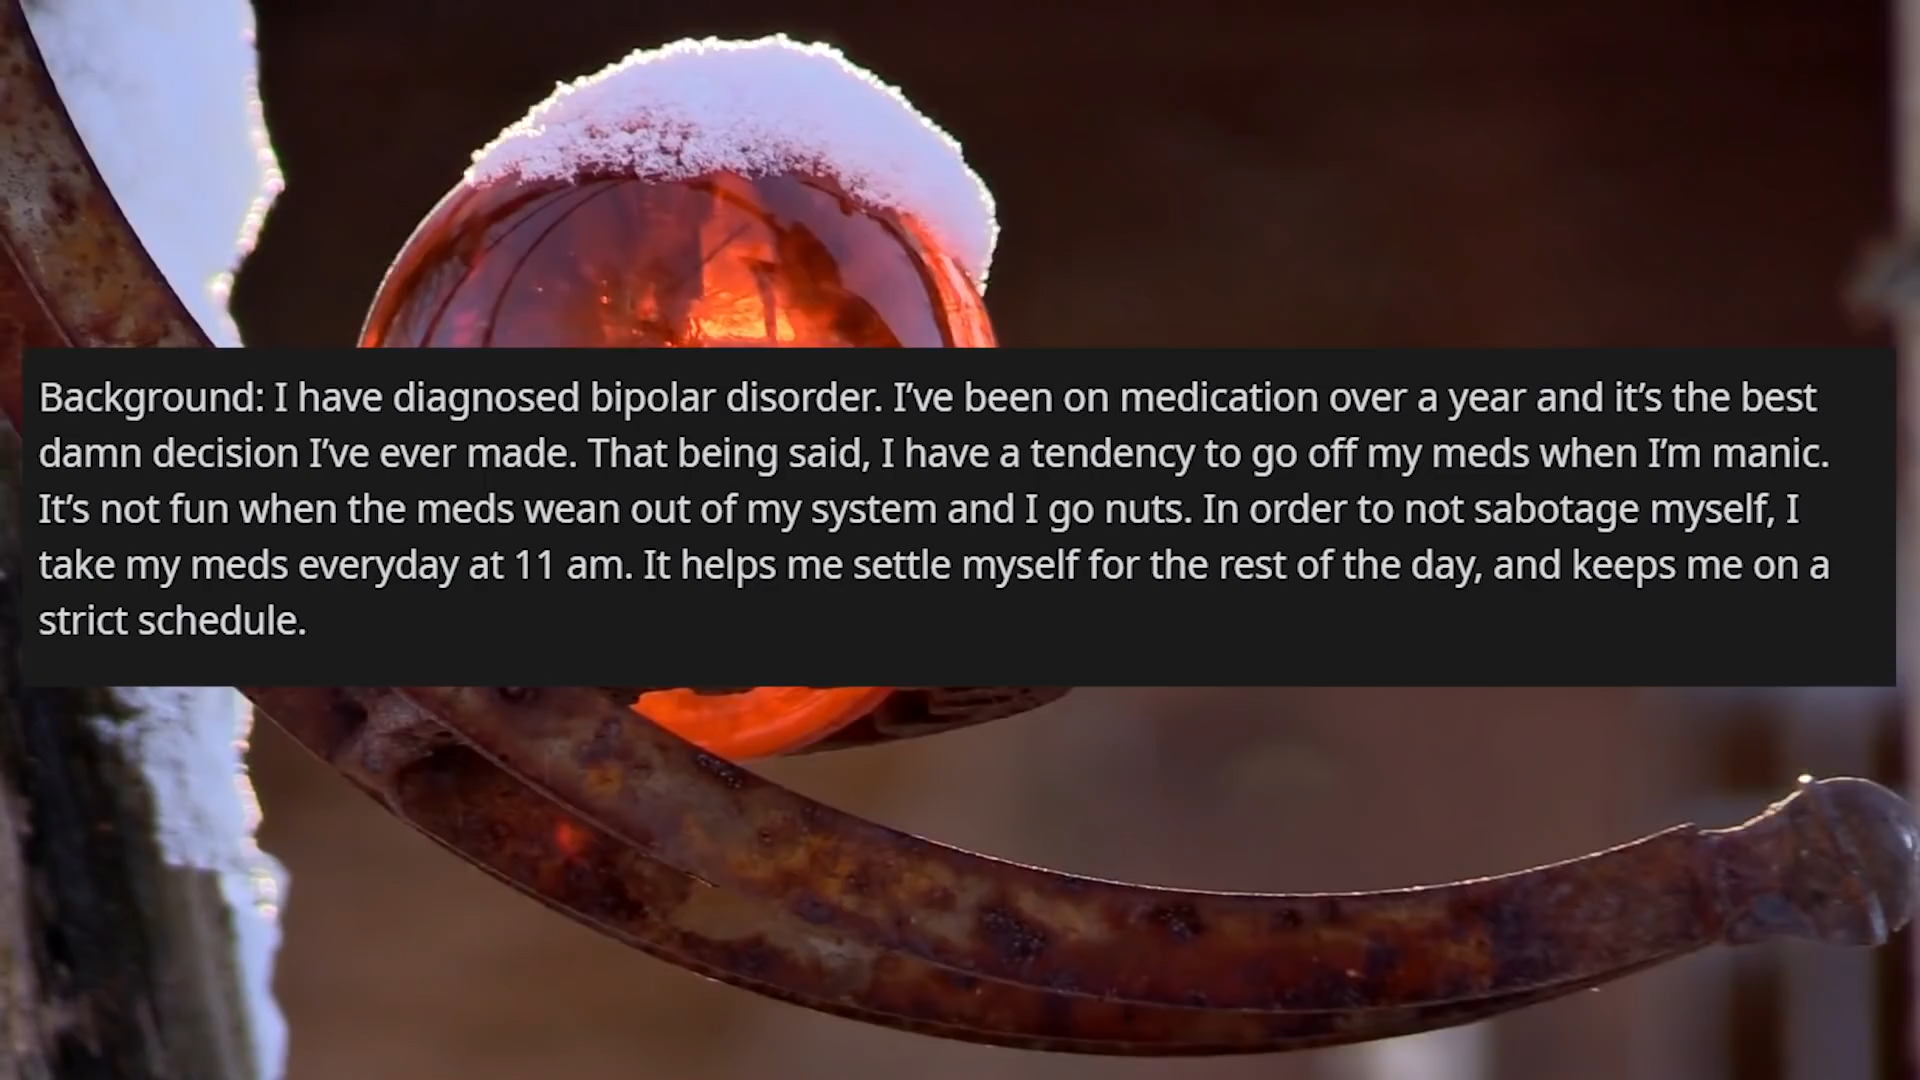 Background: I have diagnosed bipolar disorder. I’ve been on medication over a year and it’s the best
damn decision I’ve ever made. That being said, I have a tendency to go off my meds when I’m manic.
It’s not fun when the meds wean out of my system and I go nuts. In order to not sabotage myself, I
take my meds everyday at 11 am. It helps me settle myself for the rest of the day, and keeps me on a
strict schedule.